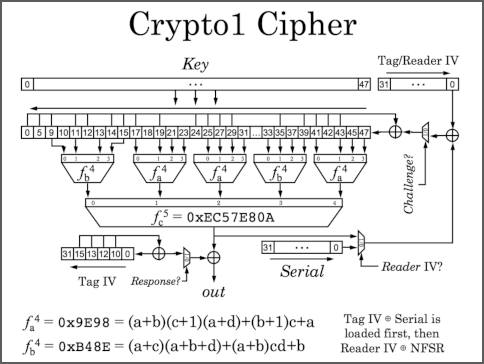 Crypto1 Cipher
Key
Tag/Reader IV
0 ... 47
31 ... 0
0 5 9 10 11 12 13 14 15 17 18 19 21 23 24 25 27 29 31 ... 33 35 37 39 41 43 45 47
Challenge?
0 1 2 3 0 1 2 3 0 1 2 3 0 1 2 3 0 1 2 3
f_b^4 f_a^4 f_a^4 f_b^4 f_a^4
0 1 2 3 4
f_c^5 = 0xEC57E80A
31 15 13 12 10 0
31 ... 0
Tag IV
Response?
Serial
Reader IV?
out
f_a^4 = 0x9E98 = (a+b)(c+1)(a+d)+(b+1)c+a
f_b^4 = 0xB48E = (a+c)(a+b+d)+(a+b)cd+b
Tag IV ⊕ Serial is
loaded first, then
Reader IV ⊕ NFSR